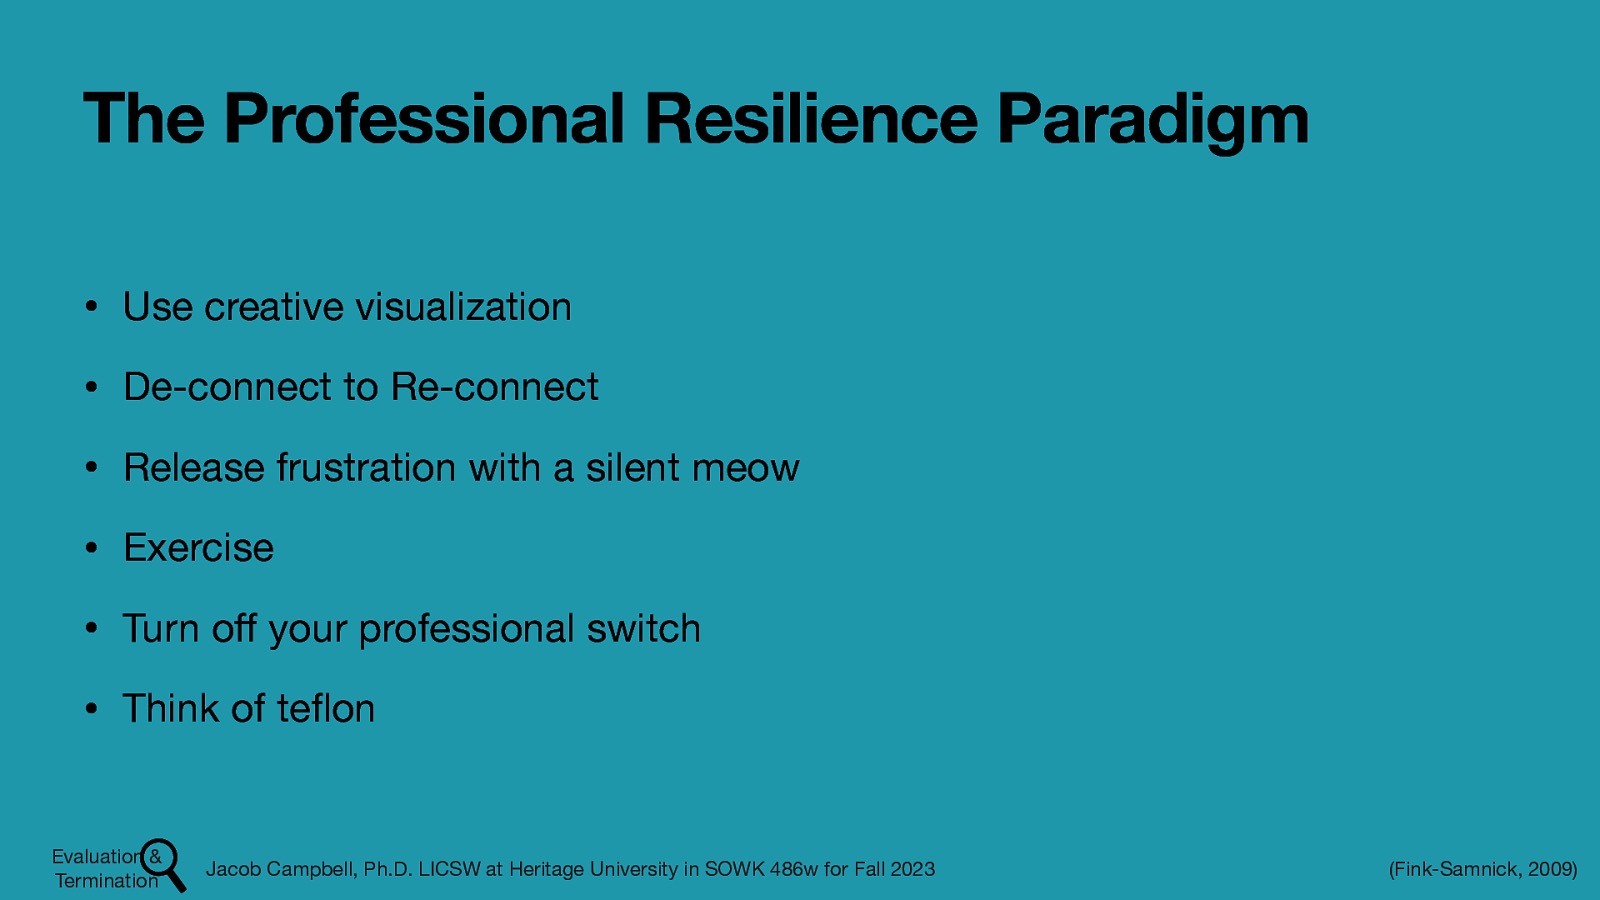 The Professional Resilience Paradigm
• Use creative visualization
• De-connect to Re-connect
• Release frustration with a silent meow
• Exercise
• Turn off your professional switch
• Think of teflon
Evaluation &
Termination
Jacob Campbell, Ph.D. LICSW at Heritage University in SOWK 486w for Fall 2023
(Fink-Samnick, 2009)